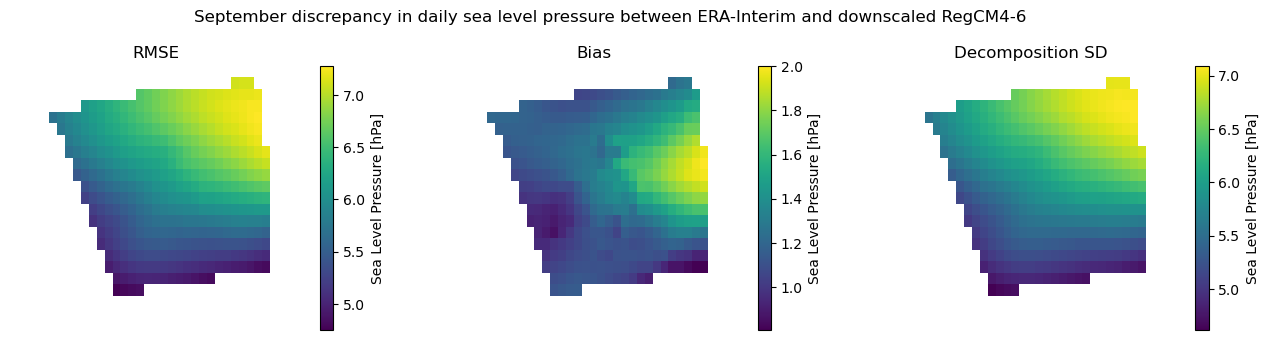 September discrepancy in daily sea level pressure between ERA-Interim and downscaled RegCM4-6
RMSE
7.0
6.5
6.0
5.5
5.0
Sea Level Pressure [hPa]
Bias
2.0
1.8
1.6
1.4
1.2
1.0
Sea Level Pressure [hPa]
Decomposition SD
7.0
6.5
6.0
5.5
5.0
Sea Level Pressure [hPa]